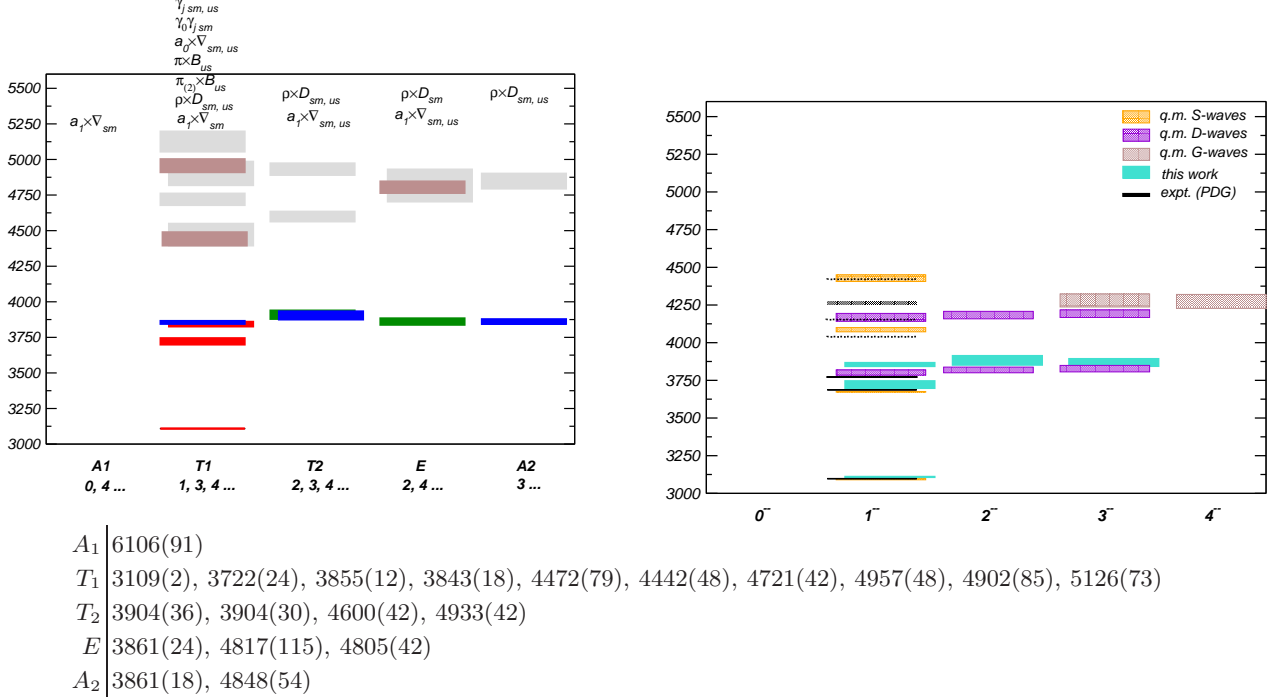 γ_{j sm, us}
γ_0γ_{j sm}
a_0×∇_{sm, us}
π×B_{us}
π_{(2)}×B_{us}
ρ×D_{sm, us}
a_1×∇_{sm}
a_1×∇_{sm}
ρ×D_{sm, us}
a_1×∇_{sm, us}
ρ×D_{sm}
a_1×∇_{sm, us}
ρ×D_{sm, us}
5500
5250
5000
4750
4500
4250
4000
3750
3500
3250
3000
A1 T1 T2 E A2
0, 4 ... 1, 3, 4 ... 2, 3, 4 ... 2, 4 ... 3 ...
q.m. S-waves
q.m. D-waves
q.m. G-waves
this work
expt. (PDG)
5500
5250
5000
4750
4500
4250
4000
3750
3500
3250
3000
0^{--} 1^{--} 2^{--} 3^{--} 4^{--}
A_1 6106(91)
T_1 3109(2), 3722(24), 3855(12), 3843(18), 4472(79), 4442(48), 4721(42), 4957(48), 4902(85), 5126(73)
T_2 3904(36), 3904(30), 4600(42), 4933(42)
E 3861(24), 4817(115), 4805(42)
A_2 3861(18), 4848(54)